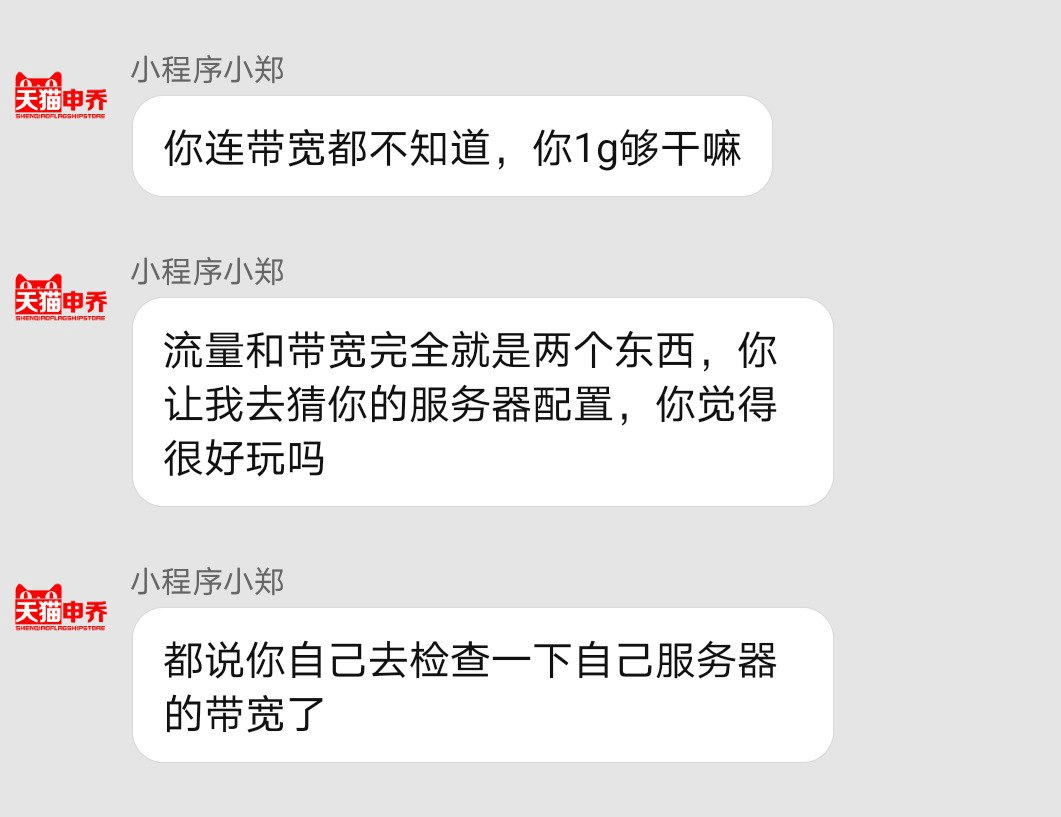 小程序小郑
天猫申乔
SHENQIAOFLAGSHIPSTORE
你连带宽都不知道，你1g够干嘛
小程序小郑
天猫申乔
SHENQIAOFLAGSHIPSTORE
流量和带宽完全就是两个东西，你
让我去猜你的服务器配置，你觉得
很好玩吗
小程序小郑
天猫申乔
SHENQIAOFLAGSHIPSTORE
都说你自己去检查一下自己服务器
的带宽了